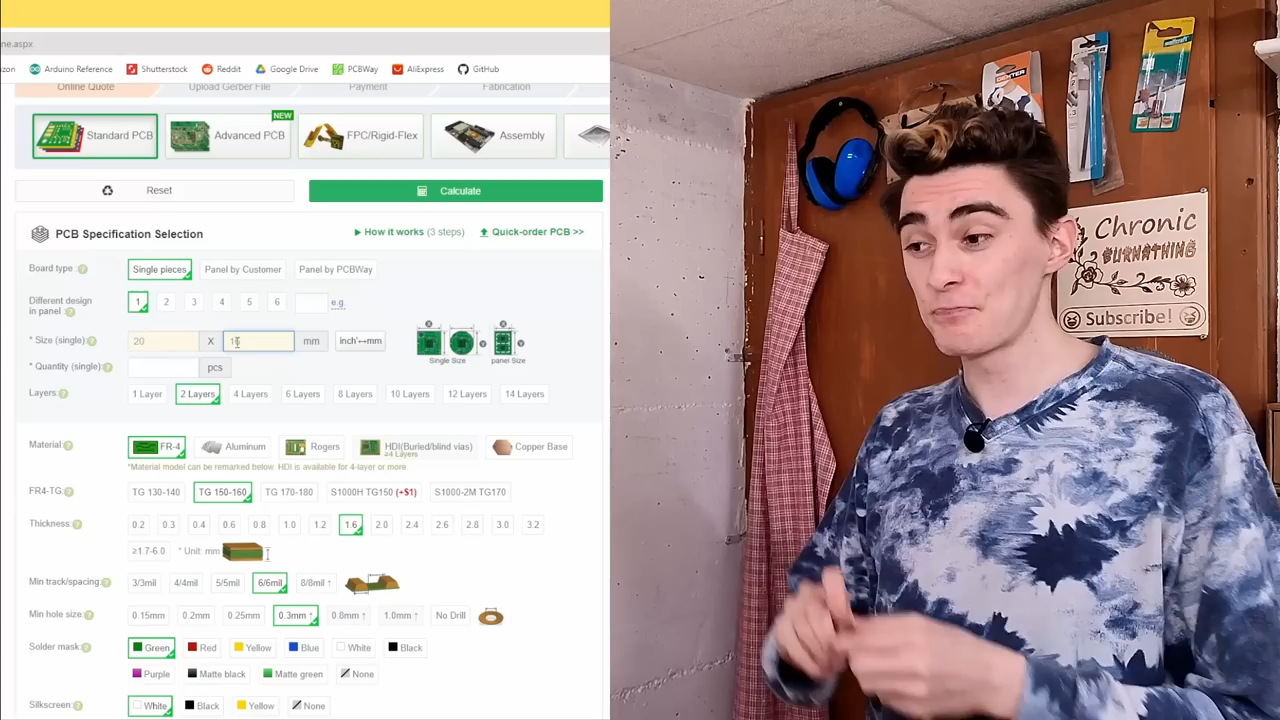 ne.aspx
zon Arduino Reference Shutterstock Reddit Google Drive PCBWay AliExpress GitHub
Online Quote Upload Gerber File Payment Fabrication
Standard PCB NEW Advanced PCB FPC/Rigid-Flex Assembly
Reset Calculate
PCB Specification Selection How it works (3 steps) Quick-order PCB >>
Board type: Single pieces Panel by Customer Panel by PCBWay
Different design in panel: 1 2 3 4 5 6 e.g.
* Size (single): 20 X mm inch↔mm
Single Size panel Size
* Quantity (single): pcs
Layers: 1 Layer 2 Layers 4 Layers 6 Layers 8 Layers 10 Layers 12 Layers 14 Layers
Material: FR-4 Aluminum Rogers HDI(Buried/blind vias) ≥4 Layers Copper Base
*Material model can be remarked below. HDI is available for 4-layer or more.
FR4-TG: TG 130-140 TG 150-160 TG 170-180 S1000H TG150 (+$1) S1000-2M TG170
Thickness: 0.2 0.3 0.4 0.6 0.8 1.0 1.2 1.6 2.0 2.4 2.6 2.8 3.0 3.2
≥1.7-6.0 * Unit: mm
Min track/spacing: 3/3mil 4/4mil 5/5mil 6/6mil 8/8mil ↑
Min hole size: 0.15mm 0.2mm 0.25mm 0.3mm ↑ 0.8mm ↑ 1.0mm ↑ No Drill
Solder mask: Green Red Yellow Blue White Black
Purple Matte black Matte green None
Silkscreen: White Black Yellow None
DEXTER
wolfcraft
Chronic
BURNATHING
Subscribe!